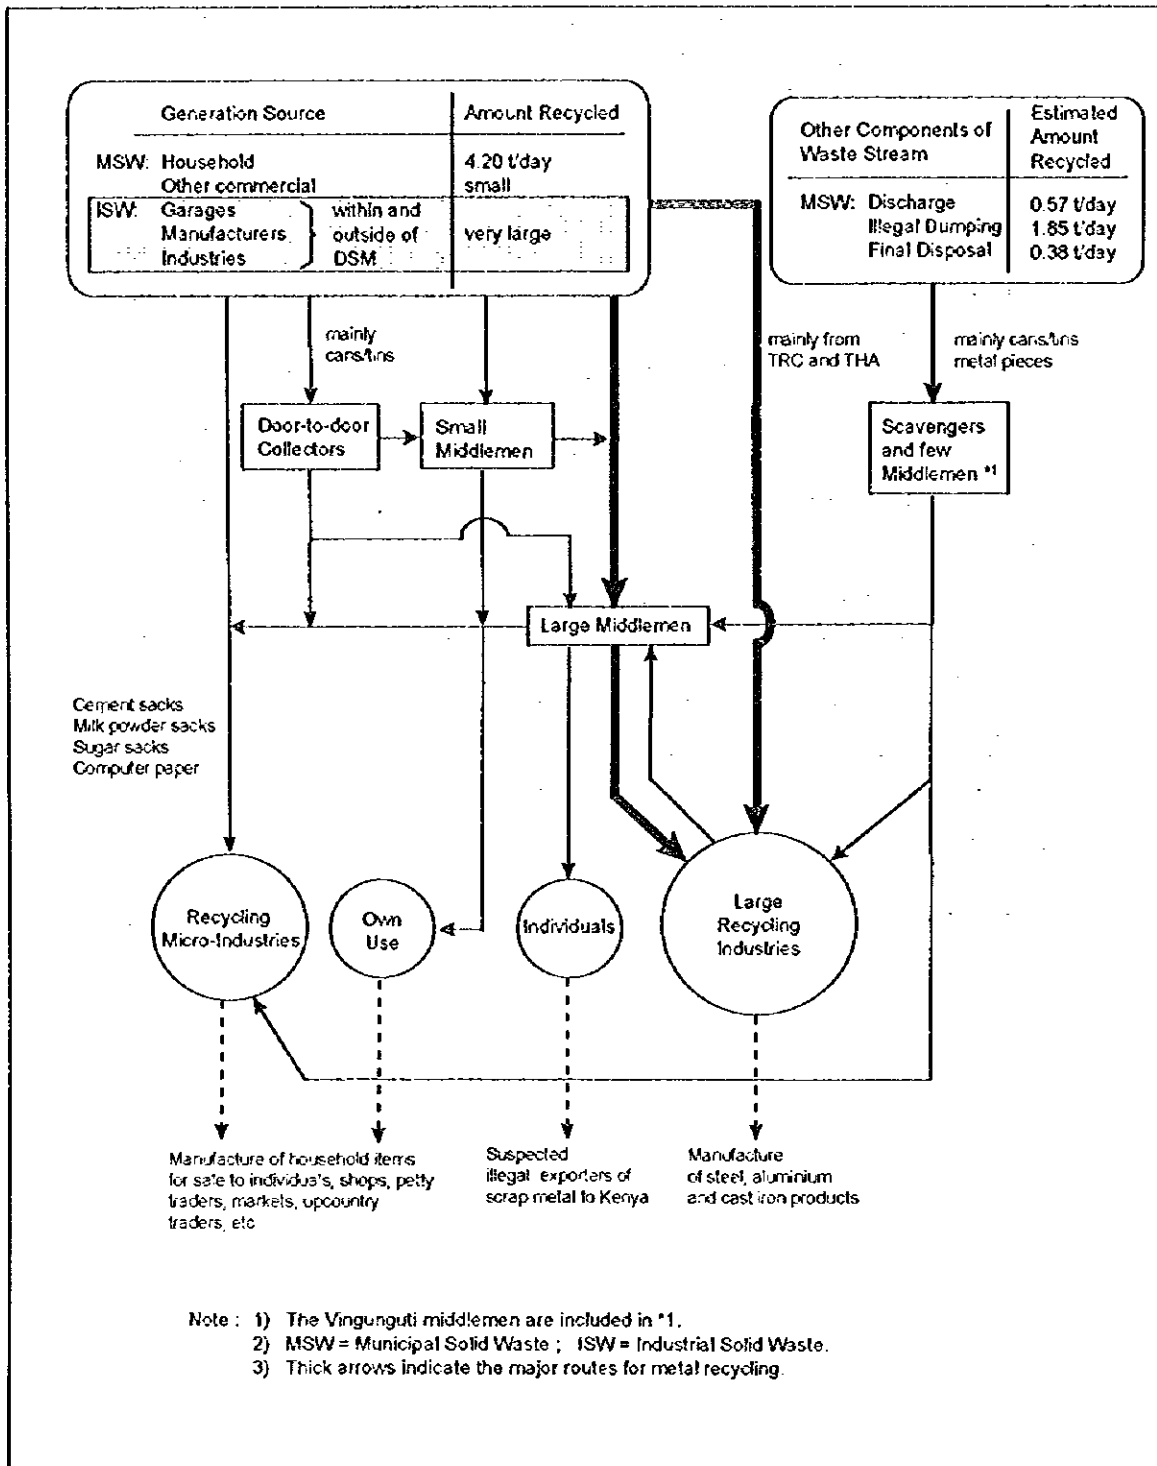 Generation Source Amount Recycled
MSW: Household 4.20 t/day
Other commercial small
ISW: Garages within and
Manufacturers outside of very large
Industries DSM
Other Components of Waste Stream Estimated Amount Recycled
MSW: Discharge 0.57 t/day
Illegal Dumping 1.85 t/day
Final Disposal 0.38 t/day
mainly
cans/tins
mainly from
TRC and THA
mainly cans/tins
metal pieces
Door-to-door
Collectors
Small
Middlemen
Scavengers
and few
Middlemen *1
Large Middlemen
Cement sacks
Milk powder sacks
Sugar sacks
Computer paper
Recycling
Micro-Industries
Own
Use
Individuals
Large
Recycling
Industries
Manufacture of household items
for sale to individuals, shops, petty
traders, markets, upcountry
traders, etc
Suspected
illegal exporters of
scrap metal to Kenya
Manufacture
of steel, aluminium
and cast iron products
Note : 1) The Vingunguti middlemen are included in *1.
2) MSW = Municipal Solid Waste ; ISW = Industrial Solid Waste.
3) Thick arrows indicate the major routes for metal recycling.